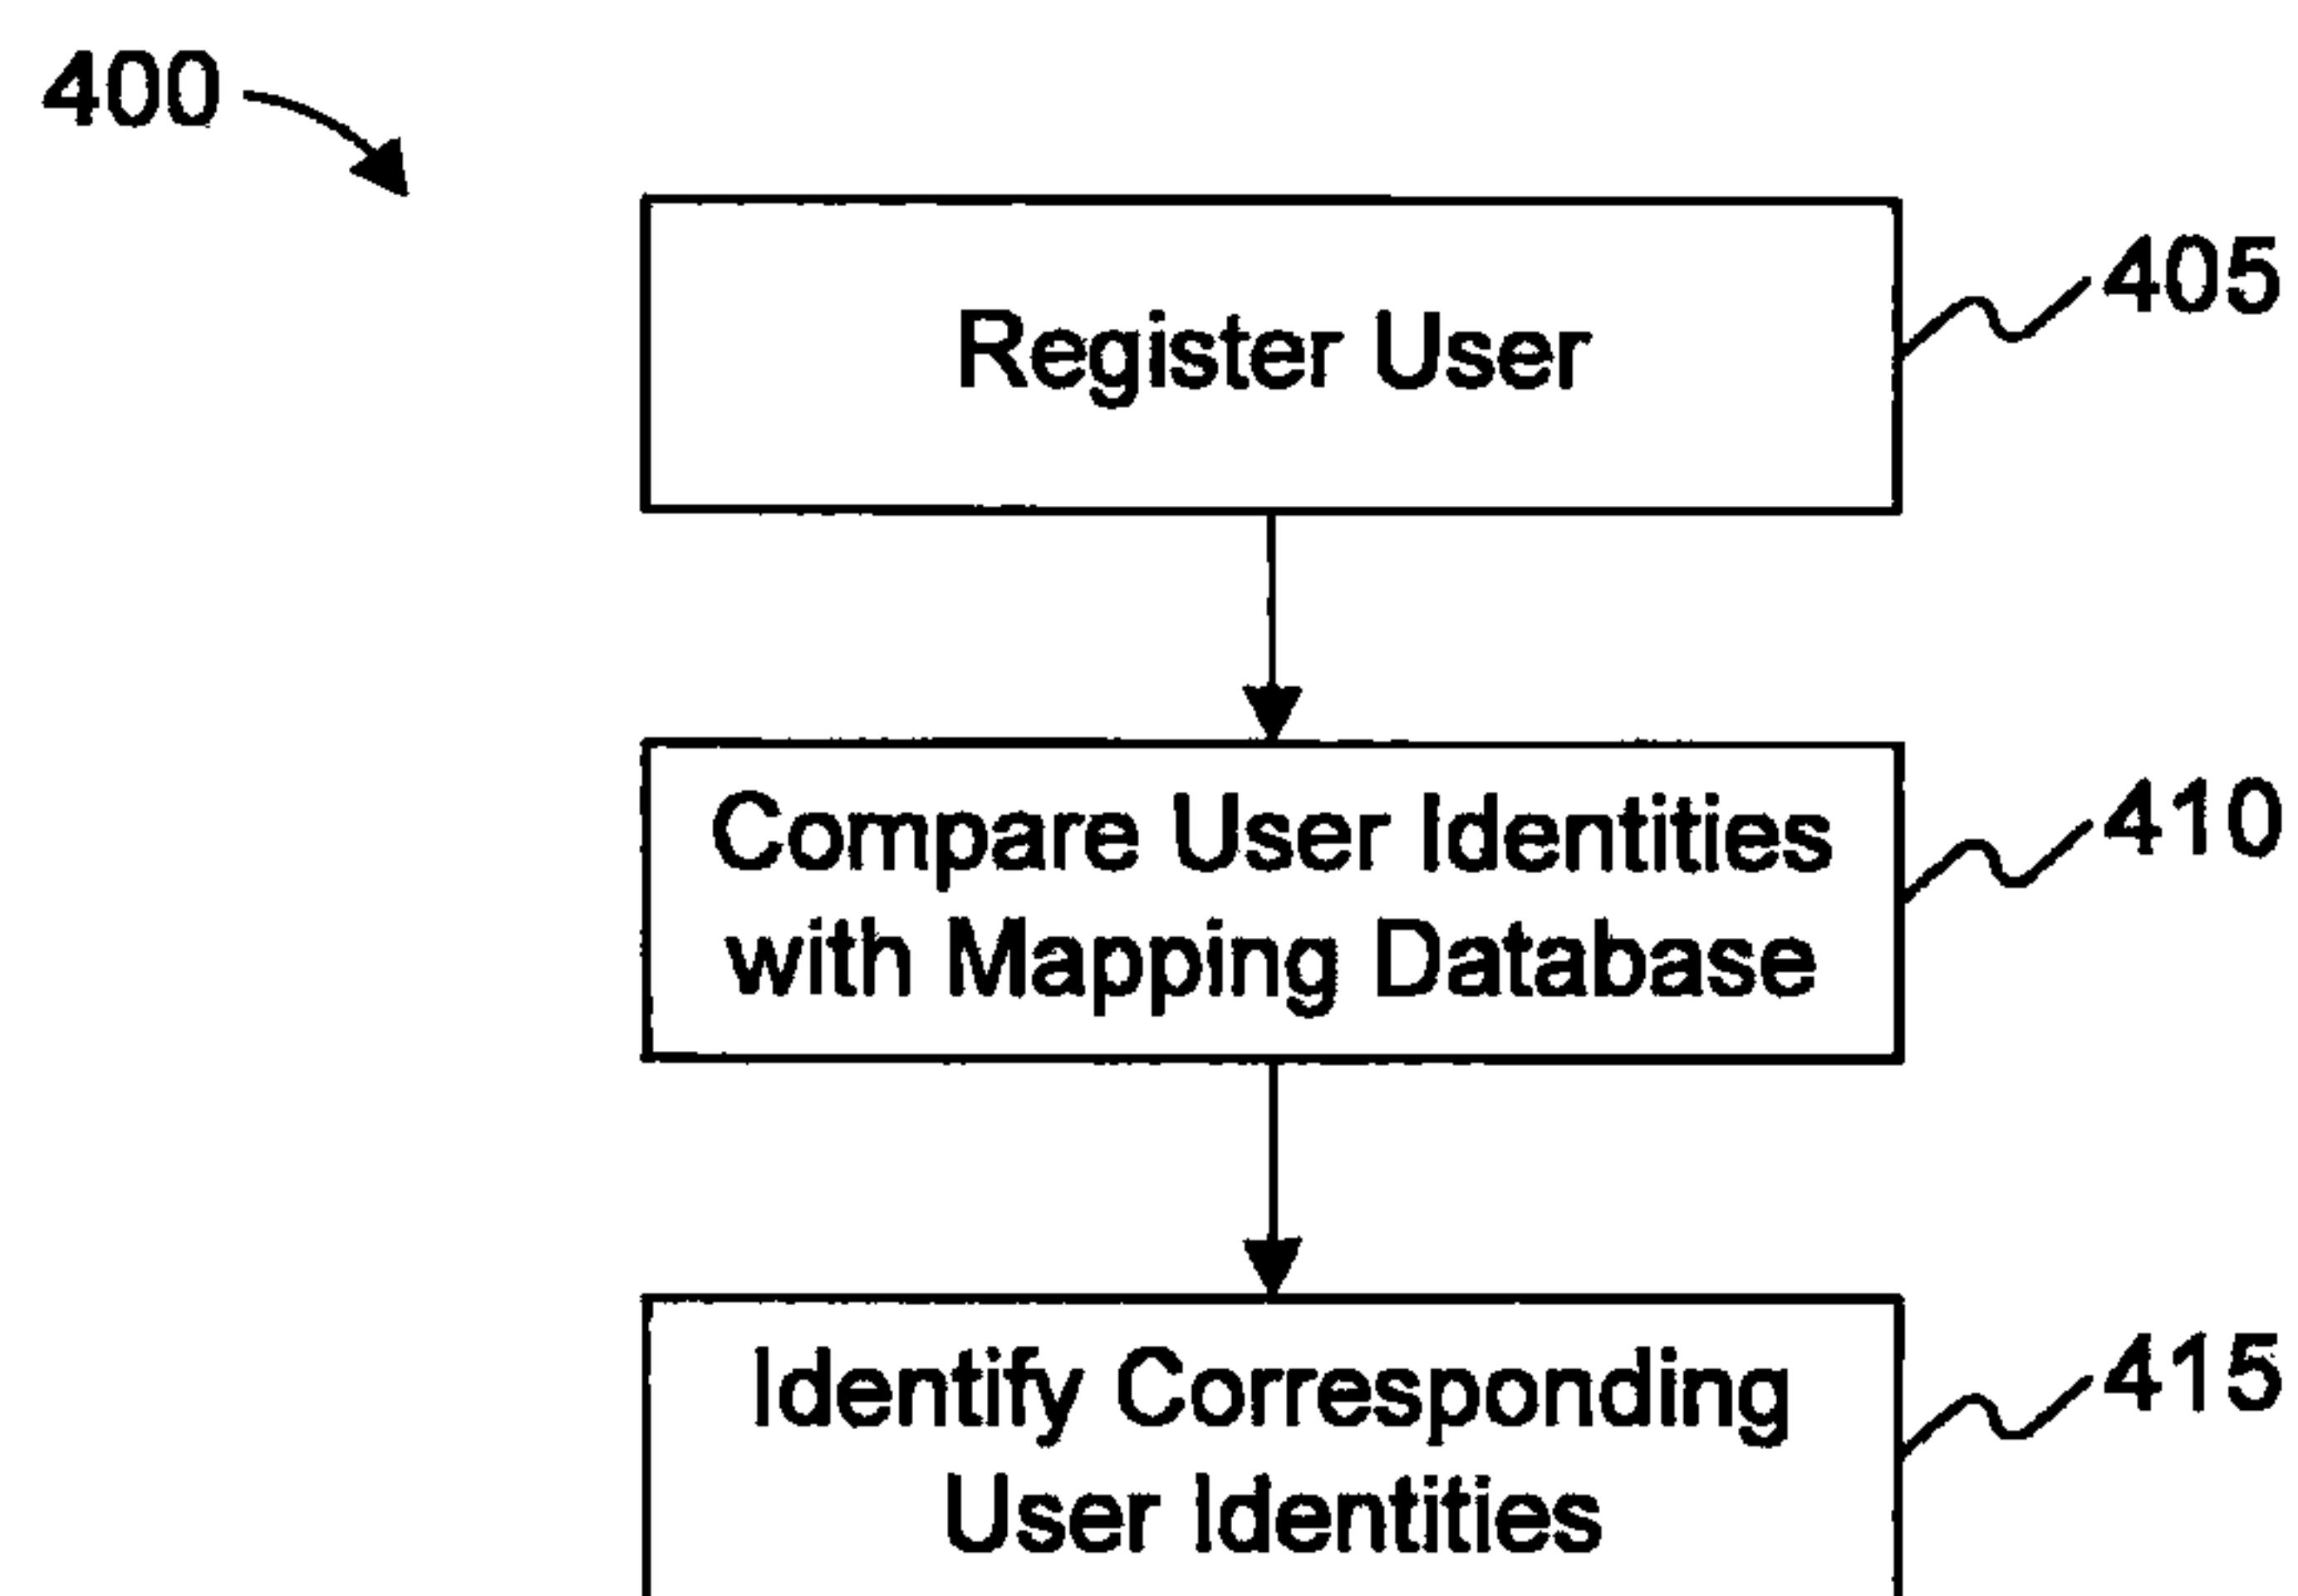 400
Register User
405
Compare User Identities
with Mapping Database
410
Identify Corresponding
User Identities
415